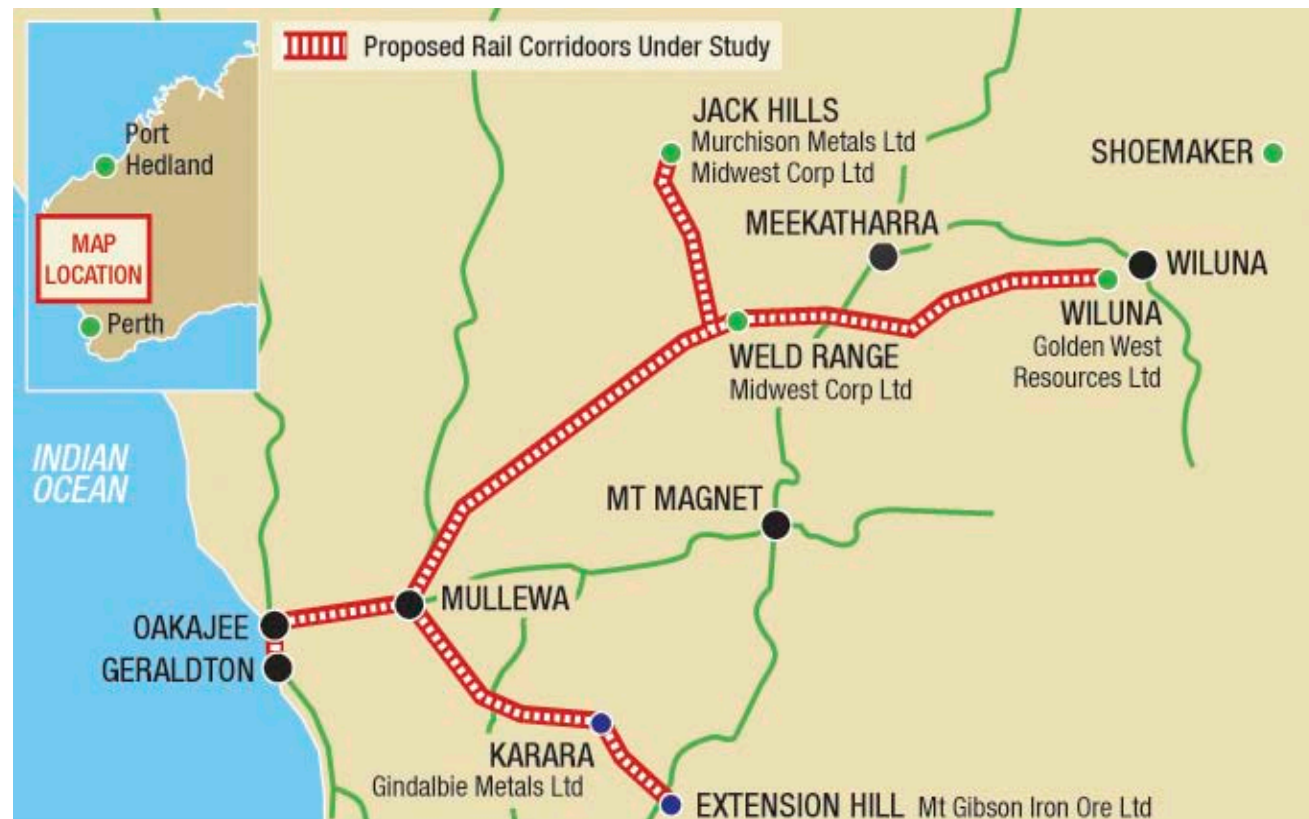 Proposed Rail Corridoors Under Study
Port
Hedland
MAP
LOCATION
Perth
JACK HILLS
Murchison Metals Ltd
Midwest Corp Ltd
SHOEMAKER
MEEKATHARRA
WILUNA
WILUNA
Golden West
Resources Ltd
WELD RANGE
Midwest Corp Ltd
INDIAN
OCEAN
MT MAGNET
MULLEWA
OAKAJEE
GERALDTON
KARARA
Gindalbie Metals Ltd
EXTENSION HILL Mt Gibson Iron Ore Ltd